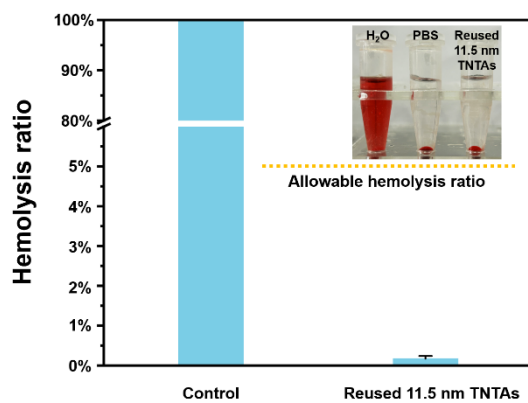 Hemolysis ratio
100%
90%
80%
5%
4%
3%
2%
1%
0%
H₂O
PBS
Reused
11.5 nm
TNTAs
Allowable hemolysis ratio
Control
Reused 11.5 nm TNTAs